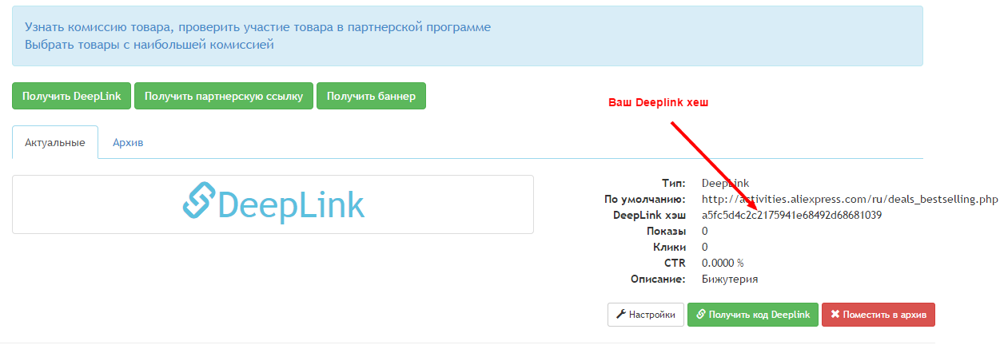 Узнать комиссию товара, проверить участие товара в партнерской программе
Выбрать товары с наибольшей комиссией
Получить DeepLink Получить партнерскую ссылку Получить баннер
Ваш Deeplink хеш
Актуальные Архив
DeepLink
Тип: DeepLink
По умолчанию: http://activities.aliexpress.com/ru/deals_bestselling.php
DeepLink хэш a5fc5d4c2c2175941e68492d68681039
Показы 0
Клики 0
CTR 0.0000 %
Описание: Бижутерия
Настройки Получить код Deeplink Поместить в архив